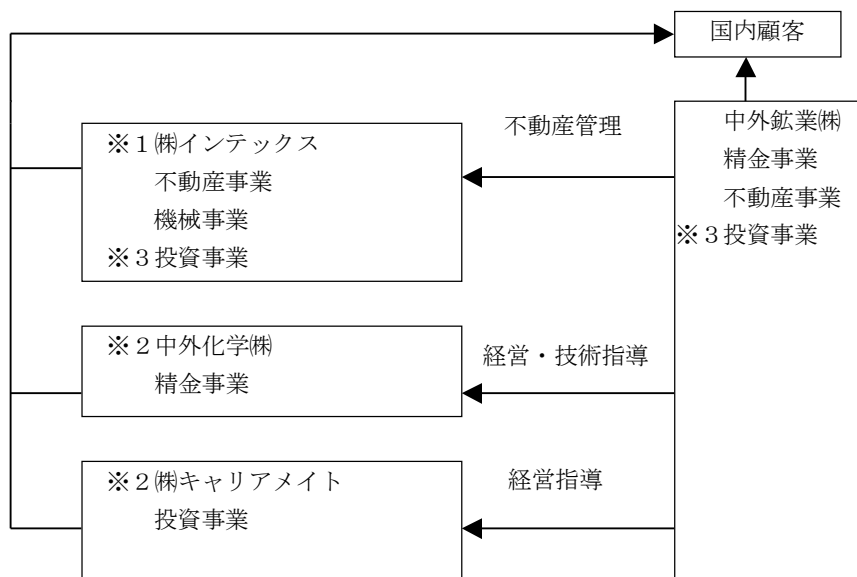 国内顧客
不動産管理
中外鉱業㈱
精金事業
不動産事業
※３投資事業
※１㈱インテックス
不動産事業
機械事業
※３投資事業
※２中外化学㈱
精金事業
経営・技術指導
※２㈱キャリアメイト
投資事業
経営指導